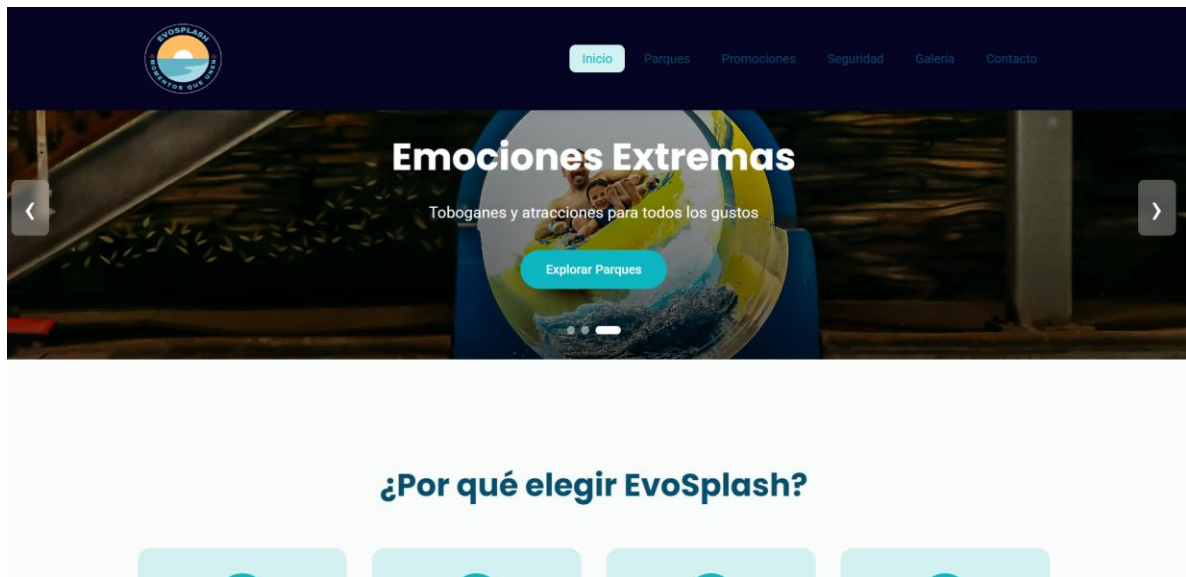 EVOSPLASH
MOMENTOS QUE UNEN
Inicio Parques Promociones Seguridad Galería Contacto
Emociones Extremas
Toboganes y atracciones para todos los gustos
Explorar Parques
¿Por qué elegir EvoSplash?